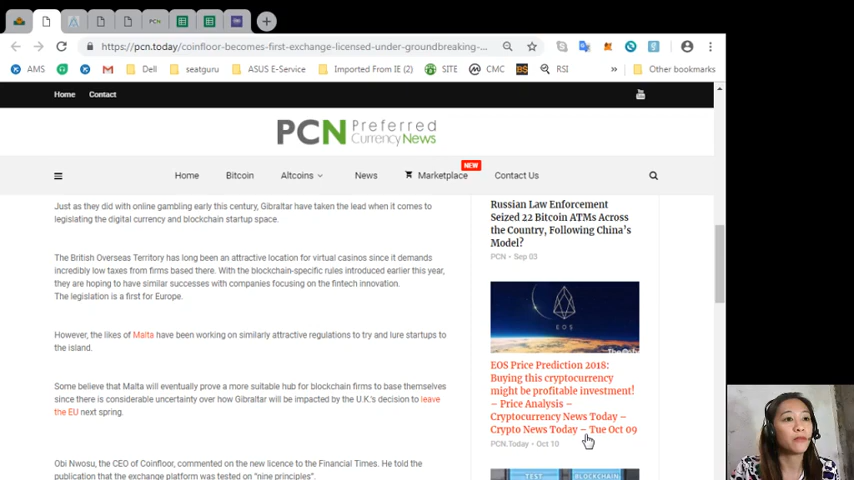 PCN
https://pcn.today/coinfloor-becomes-first-exchange-licensed-under-groundbreaking-...
AMS
Dell
seatguru
ASUS E-Service
Imported From IE (2)
SITE
CMC
BS
RSI
»
Other bookmarks
Home
Contact
PCN Preferred
Currency News
NEW
Home
Bitcoin
Altcoins
News
Marketplace
Contact Us
Just as they did with online gambling early this century, Gibraltar have taken the lead when it comes to
legislating the digital currency and blockchain startup space.
The British Overseas Territory has long been an attractive location for virtual casinos since it demands
incredibly low taxes from firms based there. With the blockchain-specific rules introduced earlier this year,
they are hoping to have similar successes with companies focusing on the fintech innovation.
The legislation is a first for Europe.
However, the likes of Malta have been working on similarly attractive regulations to try and lure startups to
the island.
Some believe that Malta will eventually prove a more suitable hub for blockchain firms to base themselves
since there is considerable uncertainty over how Gibraltar will be impacted by the U.K.'s decision to leave
the EU next spring.
Obi Nwosu, the CEO of Coinfloor, commented on the new licence to the Financial Times. He told the
publication that the exchange platform was tested on "nine principles".
Russian Law Enforcement
Seized 22 Bitcoin ATMs Across
the Country, Following China's
Model?
PCN - Sep 03
EOS
EOS Price Prediction 2018:
Buying this cryptocurrency
might be profitable investment!
– Price Analysis –
Cryptocurrency News Today –
Crypto News Today – Tue Oct 09
PCN.Today - Oct 10
TEST
BLOCKCHAIN